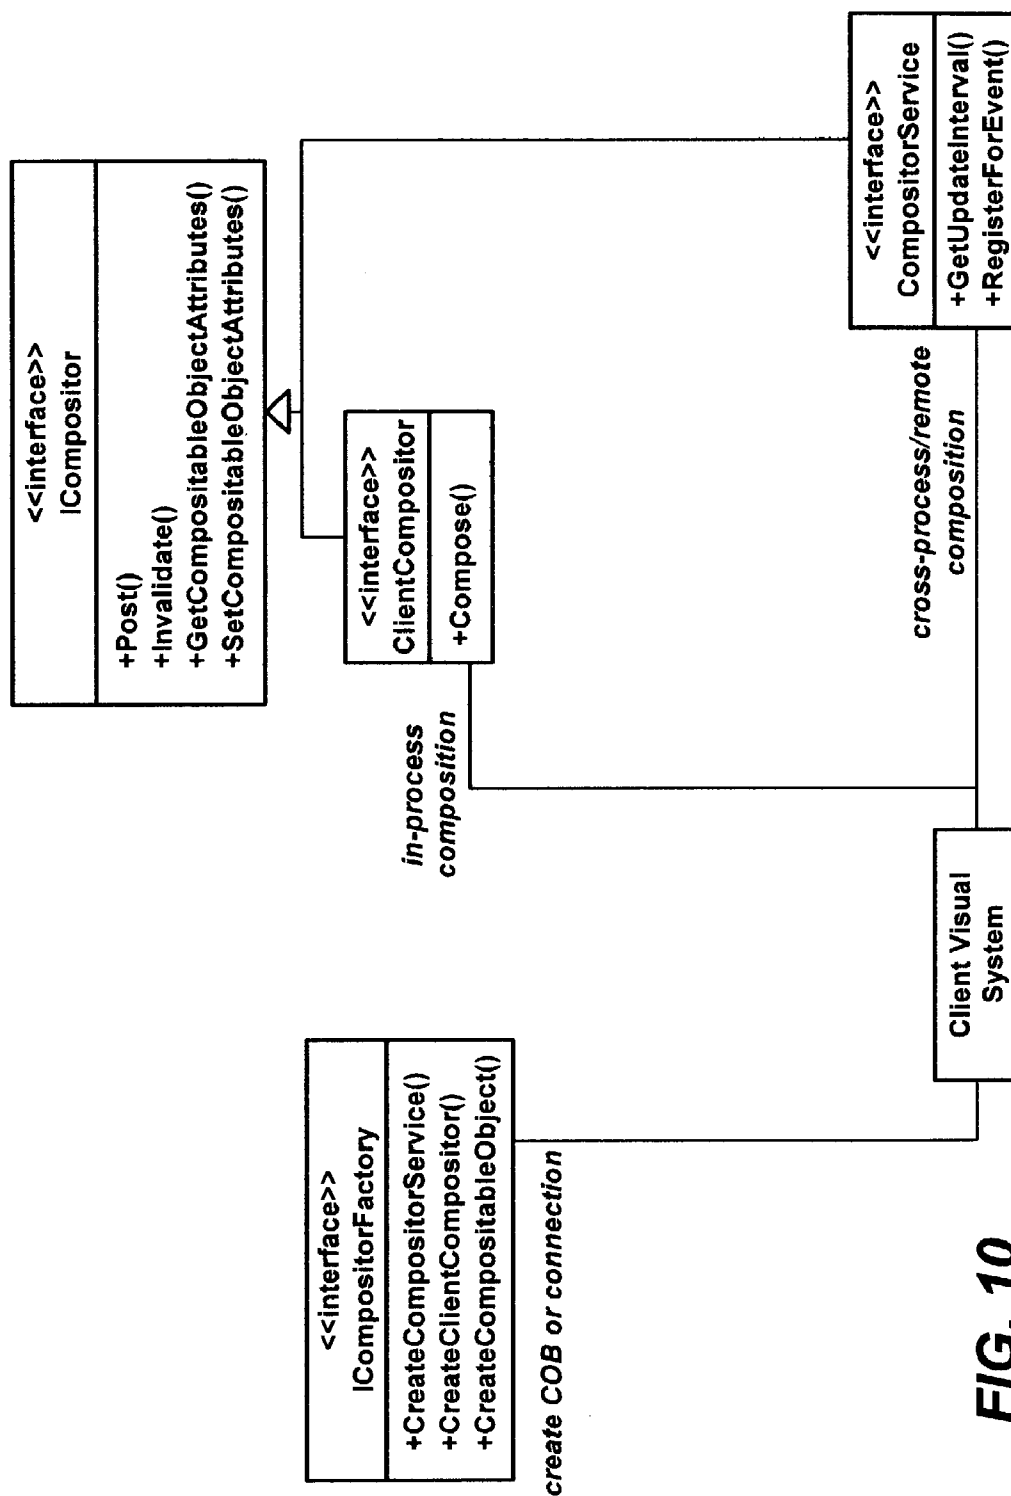 <<interface>>
ICompositor
+Post()
+Invalidate()
+GetCompositableObjectAttributes()
+SetCompositableObjectAttributes()
<<interface>>
ICompositorFactory
+CreateCompositorService()
+CreateClientCompositor()
+CreateCompositableObject()
create COB or connection
in-process
composition
<<interface>>
ClientCompositor
+Compose()
Client Visual
System
cross-process/remote
composition
<<interface>>
CompositorService
+GetUpdateInterval()
+RegisterForEvent()
FIG. 10